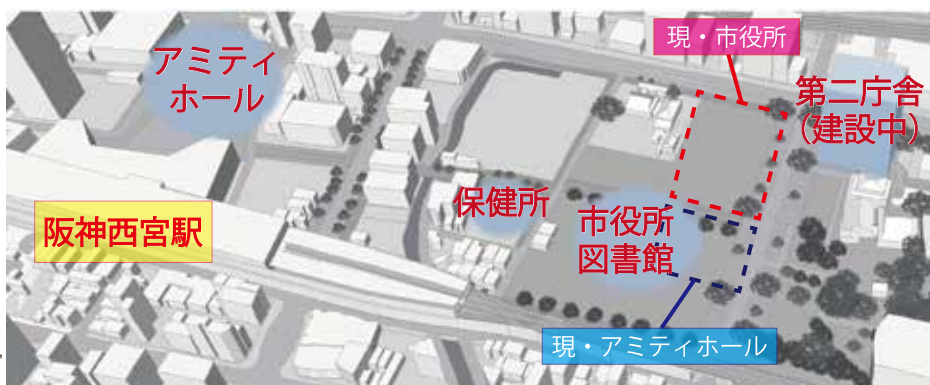 現・市役所
アミティ
ホール
第二庁舎
(建設中)
保健所
市役所
図書館
阪神西宮駅
現・アミティホール